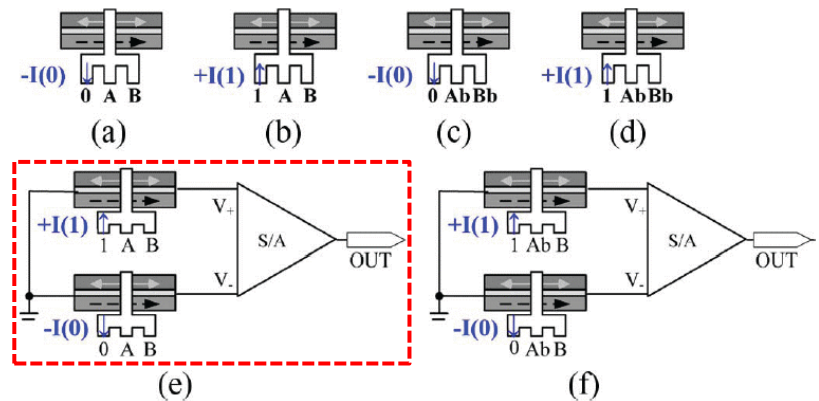 -I(0) 0 A B +I(1) 1 A B -I(0) 0 Ab Bb +I(1) 1 Ab Bb
(a) (b) (c) (d)
+I(1) 1 A B V+ S/A V- OUT
-I(0) 0 A B
(e)
+I(1) 1 Ab B V+ S/A V- OUT
-I(0) 0 Ab B
(f)